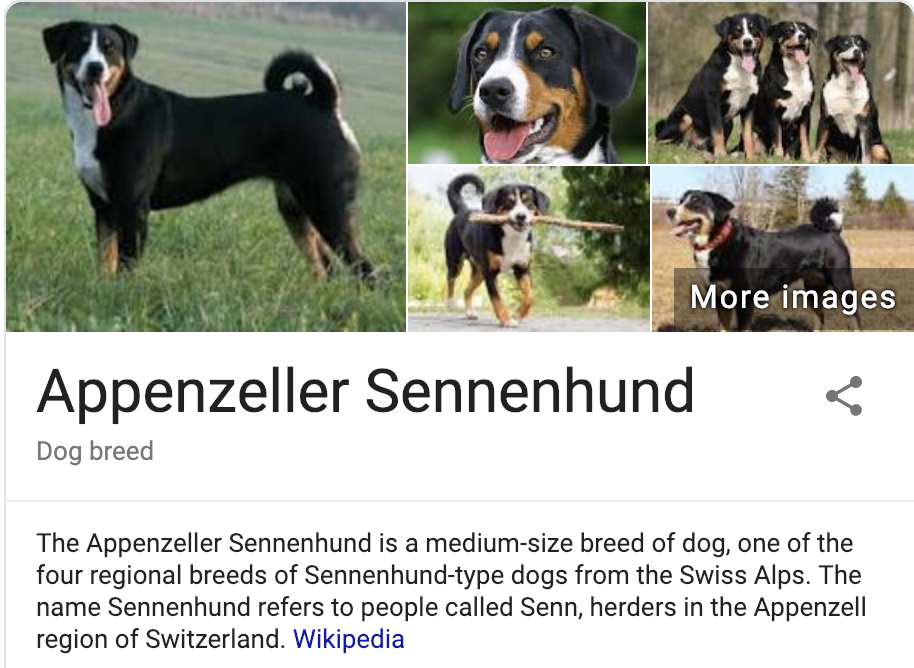 More images
Appenzeller Sennenhund
Dog breed
The Appenzeller Sennenhund is a medium-size breed of dog, one of the
four regional breeds of Sennenhund-type dogs from the Swiss Alps. The
name Sennenhund refers to people called Senn, herders in the Appenzell
region of Switzerland. Wikipedia